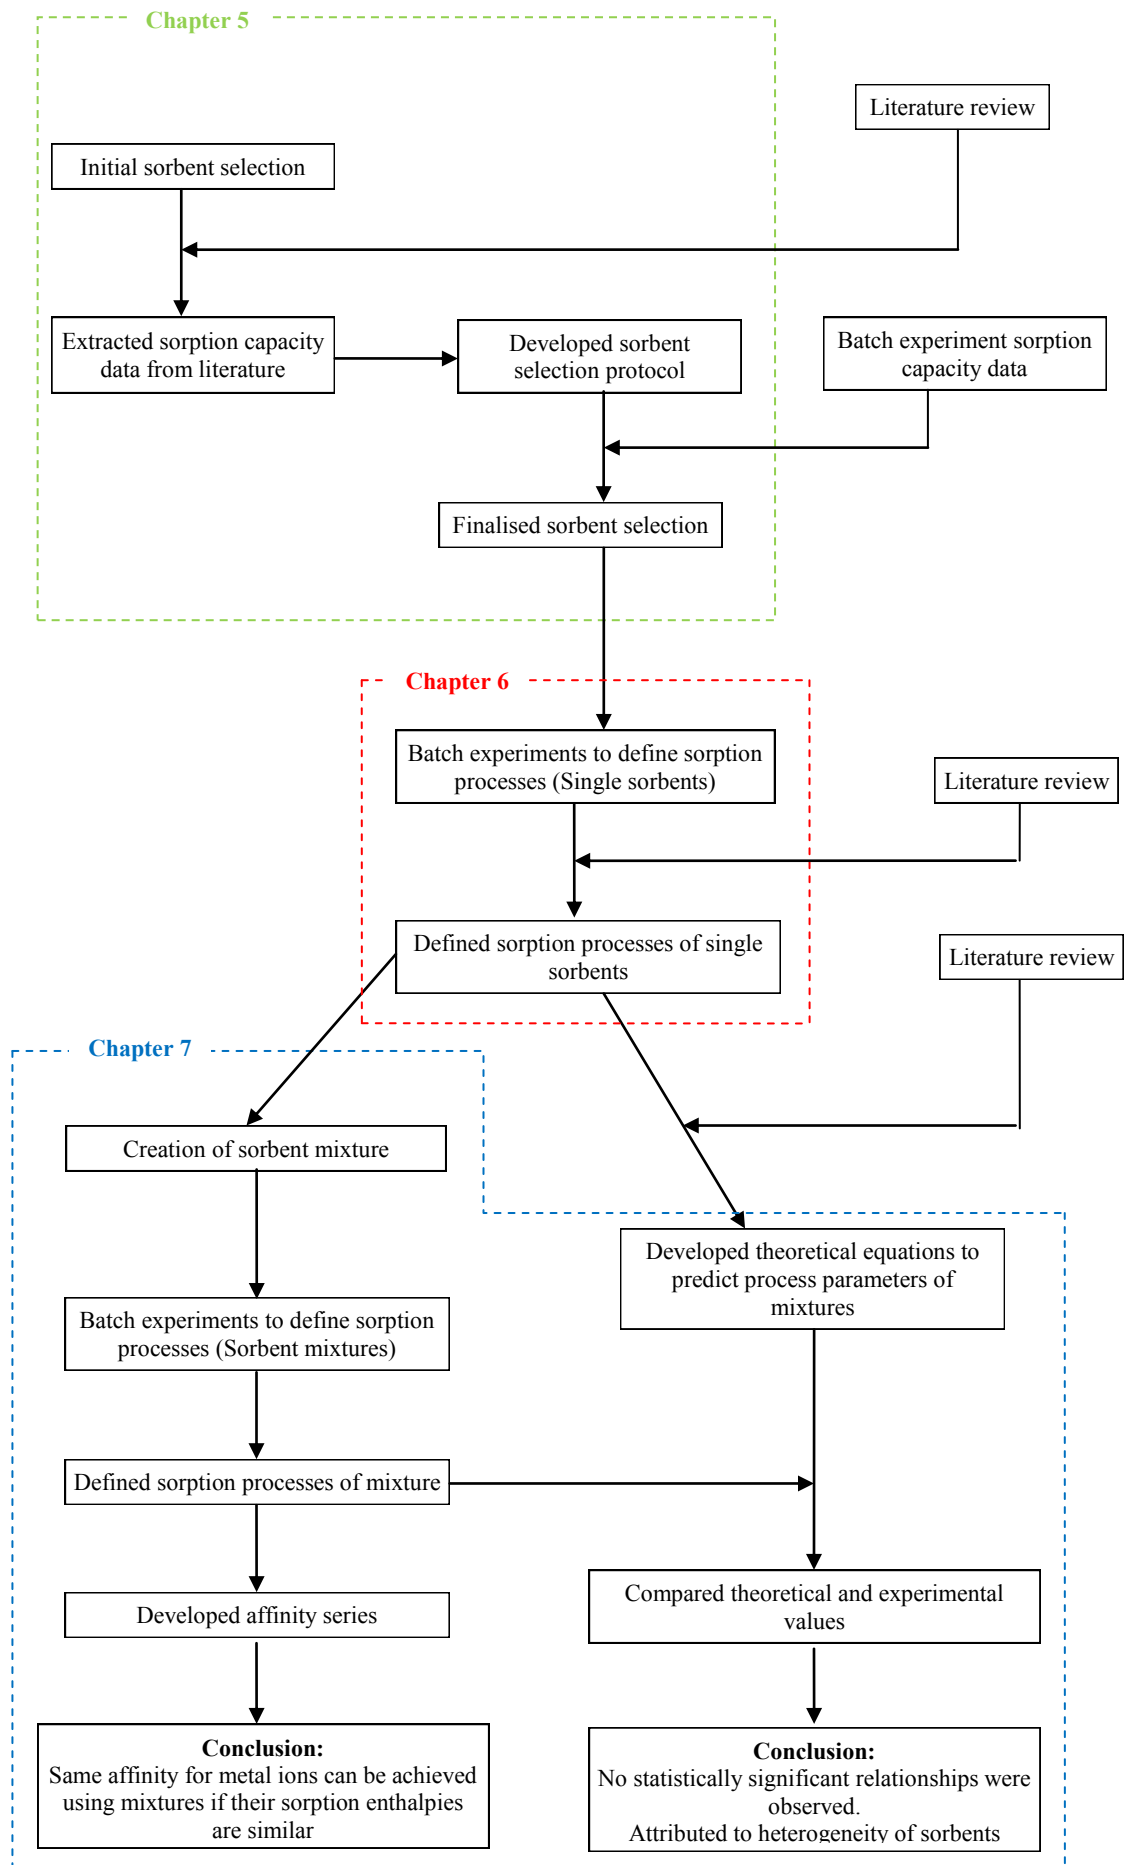 Chapter 5
Literature review
Initial sorbent selection
Extracted sorption capacity
data from literature
Developed sorbent
selection protocol
Batch experiment sorption
capacity data
Finalised sorbent selection
Chapter 6
Batch experiments to define sorption
processes (Single sorbents)
Literature review
Defined sorption processes of single
sorbents
Literature review
Chapter 7
Creation of sorbent mixture
Developed theoretical equations to
predict process parameters of
mixtures
Batch experiments to define sorption
processes (Sorbent mixtures)
Defined sorption processes of mixture
Developed affinity series
Compared theoretical and experimental
values
Conclusion:
Same affinity for metal ions can be achieved
using mixtures if their sorption enthalpies
are similar
Conclusion:
No statistically significant relationships were
observed.
Attributed to heterogeneity of sorbents